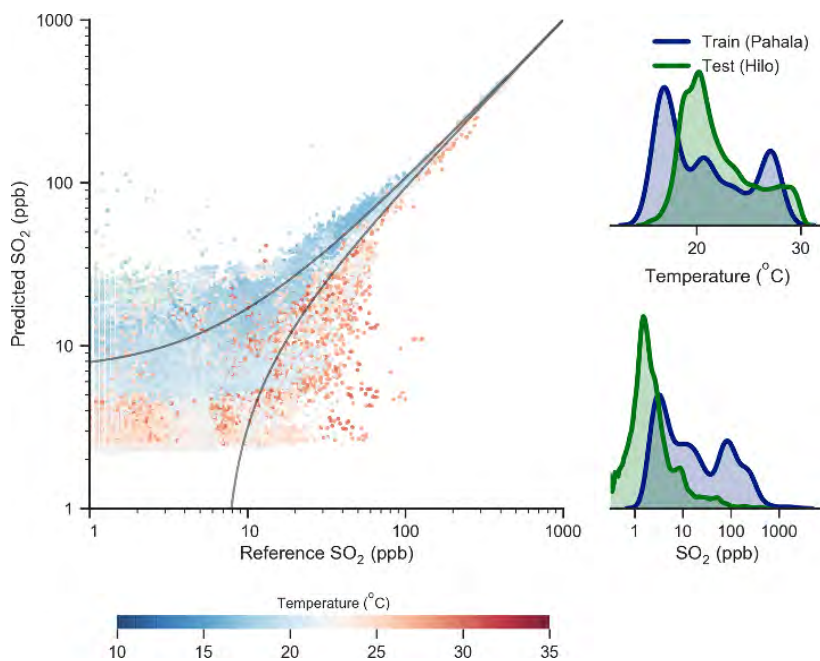 1000
100
10
1
Predicted SO2 (ppb)
1 10 100 1000
Reference SO2 (ppb)
Train (Pahala)
Test (Hilo)
20 30
Temperature (°C)
1 10 100 1000
SO2 (ppb)
Temperature (°C)
10 15 20 25 30 35